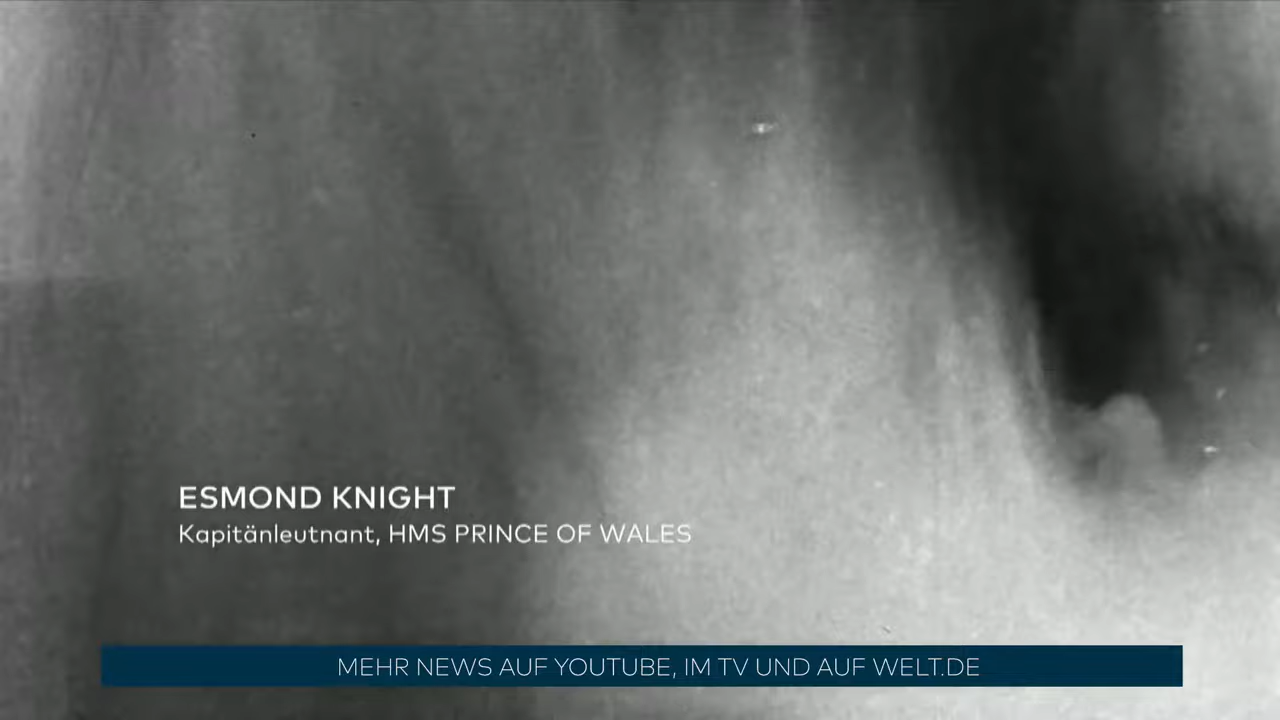 ESMOND KNIGHT
Kapitänleutnant, HMS PRINCE OF WALES
MEHR NEWS AUF YOUTUBE, IM TV UND AUF WELT.DE